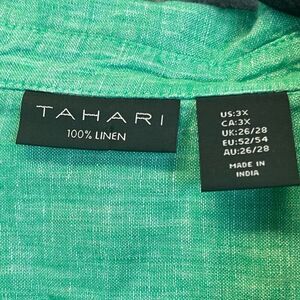 TAHARI
100% LINEN
US:3X
CA:3X
UK:26/28
EU:52/54
AU:26/28
MADE IN
INDIA